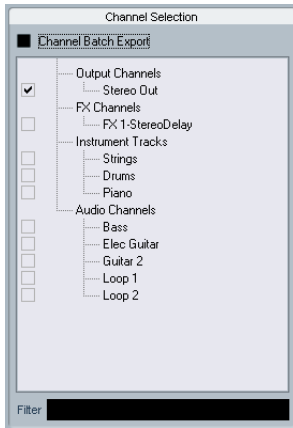 Channel Selection
Channel Batch Export
Output Channels
Stereo Out
FX Channels
FX 1-StereoDelay
Instrument Tracks
Strings
Drums
Piano
Audio Channels
Bass
Elec Guitar
Guitar 2
Loop 1
Loop 2
Filter